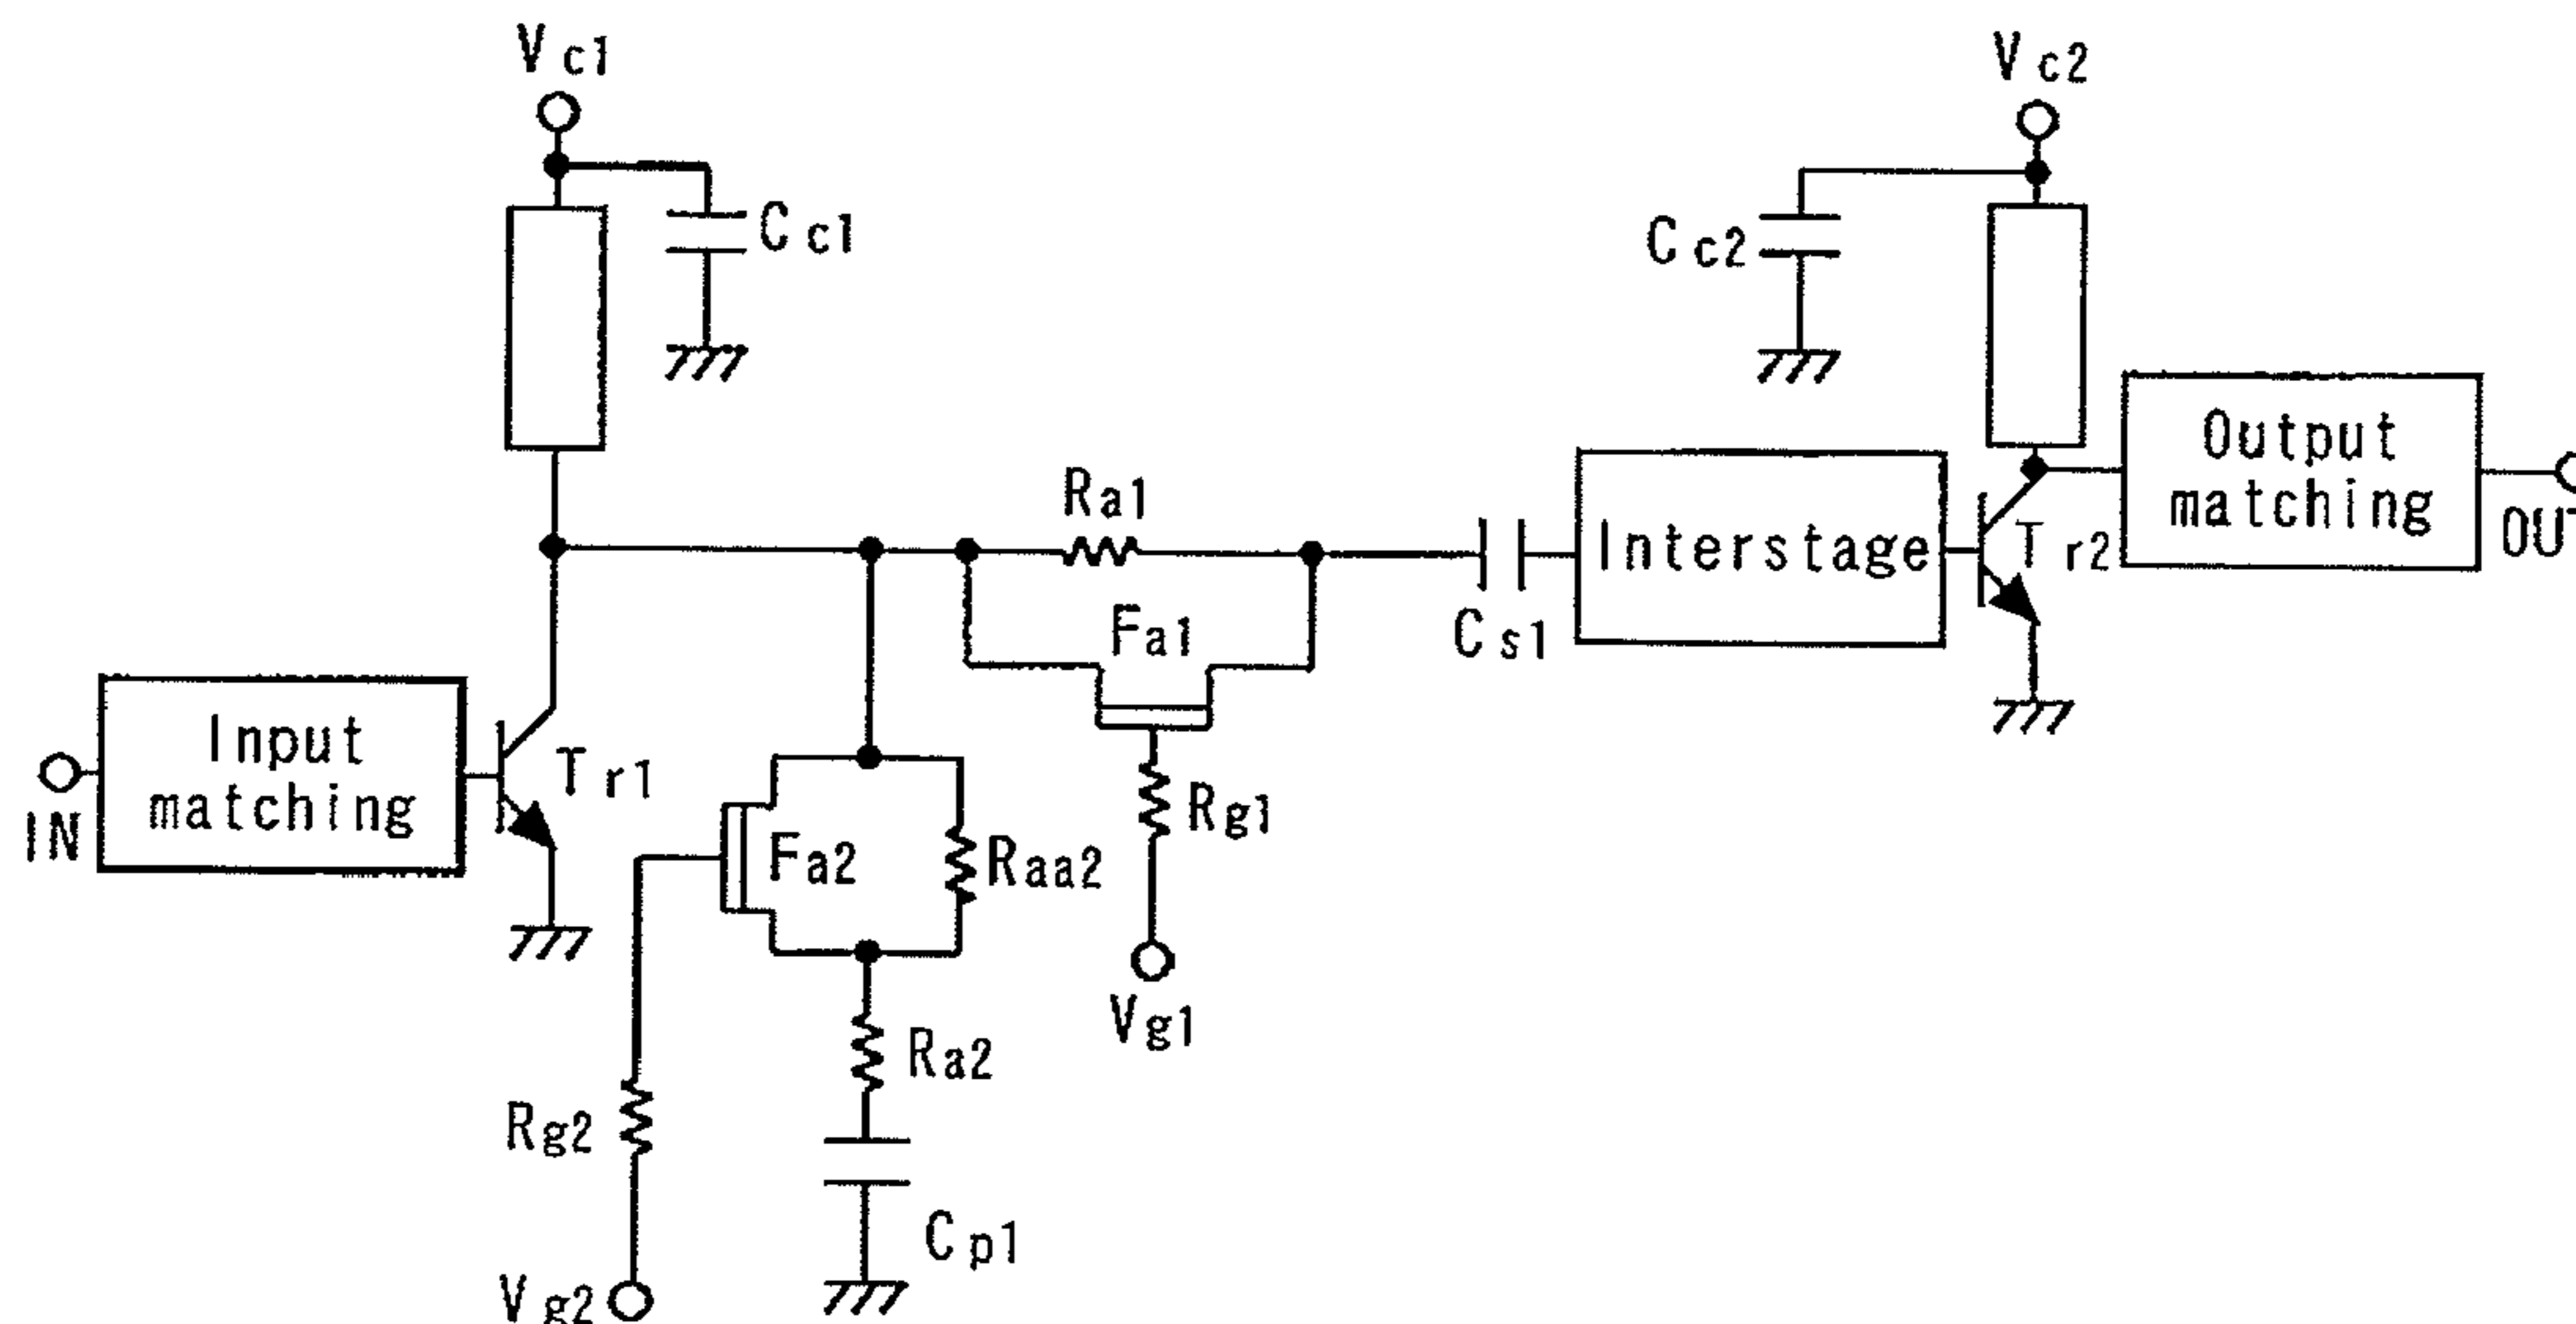 Vc1
Vc2
Cc1
Cc2
Output
matching
Ra1
Interstage
Tr2
Fa1
Cs1
Input
matching
IN
Tr1
Fa2
Raa2
Rg1
Vg1
Ra2
Rg2
Cp1
Vg2